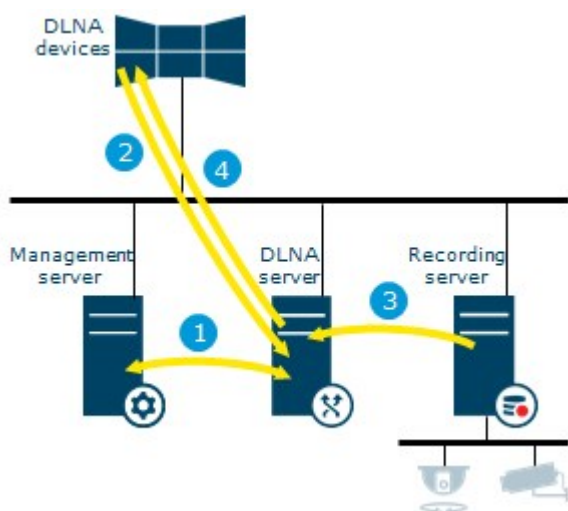 DLNA
devices
2
4
Management
server
DLNA
server
Recording
server
1
3